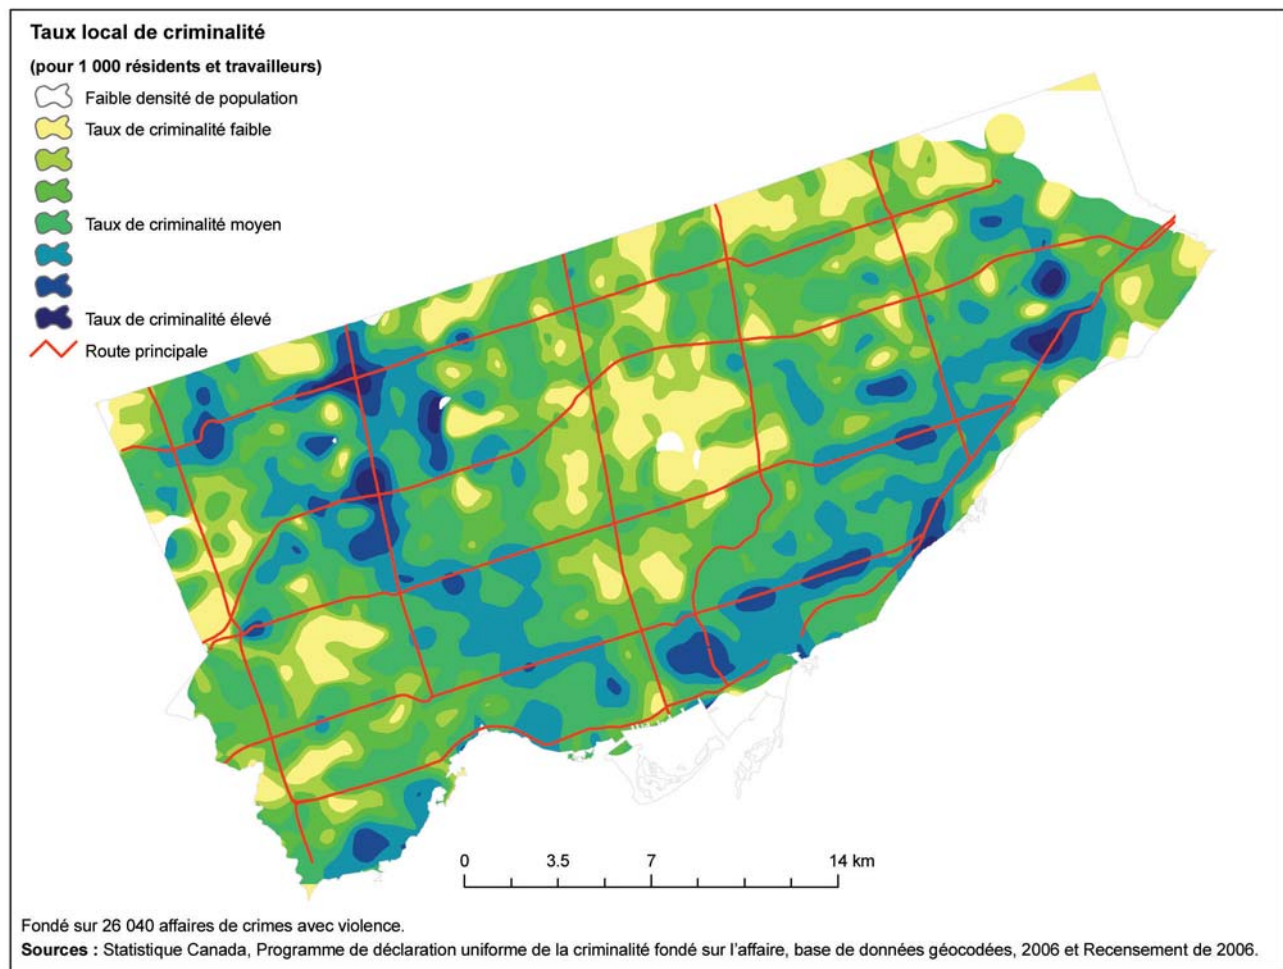 Taux local de criminalité
(pour 1 000 résidents et travailleurs)
Faible densité de population
Taux de criminalité faible
Taux de criminalité moyen
Taux de criminalité élevé
Route principale
0 3.5 7 14 km
Fondé sur 26 040 affaires de crimes avec violence.
Sources : Statistique Canada, Programme de déclaration uniforme de la criminalité fondé sur l'affaire, base de données géocodées, 2006 et Recensement de 2006.